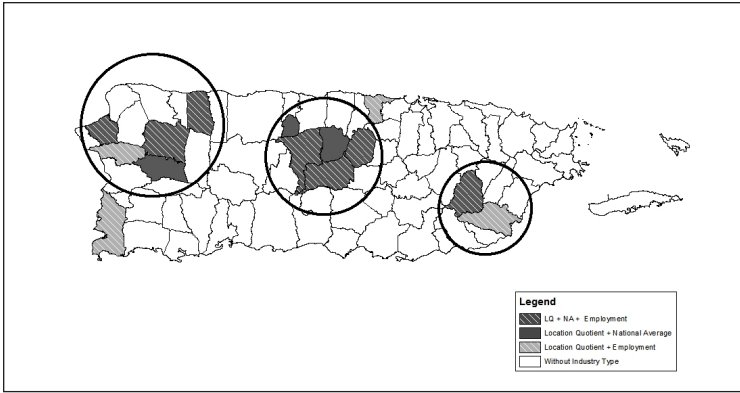 Legend
LQ + NA + Employment
Location Quotient + National Average
Location Quotient + Employment
Without Industry Type